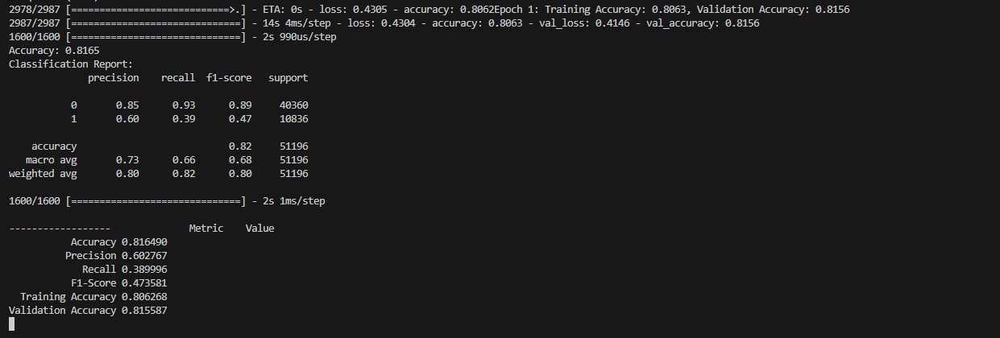 2978/2987 [============================>.] - ETA: 0s - loss: 0.4305 - accuracy: 0.8062Epoch 1: Training Accuracy: 0.8063, Validation Accuracy: 0.8156
2987/2987 [==============================] - 14s 4ms/step - loss: 0.4304 - accuracy: 0.8063 - val_loss: 0.4146 - val_accuracy: 0.8156
1600/1600 [==============================] - 2s 990us/step
Accuracy: 0.8165
Classification Report:
              precision    recall  f1-score   support

           0       0.85      0.93      0.89     40360
           1       0.60      0.39      0.47     10836

    accuracy                           0.82     51196
   macro avg       0.73      0.66      0.68     51196
weighted avg       0.80      0.82      0.80     51196

1600/1600 [==============================] - 2s 1ms/step

------------------              Metric    Value
           Accuracy 0.816490
          Precision 0.602767
             Recall 0.389996
           F1-Score 0.473581
  Training Accuracy 0.806268
Validation Accuracy 0.815587